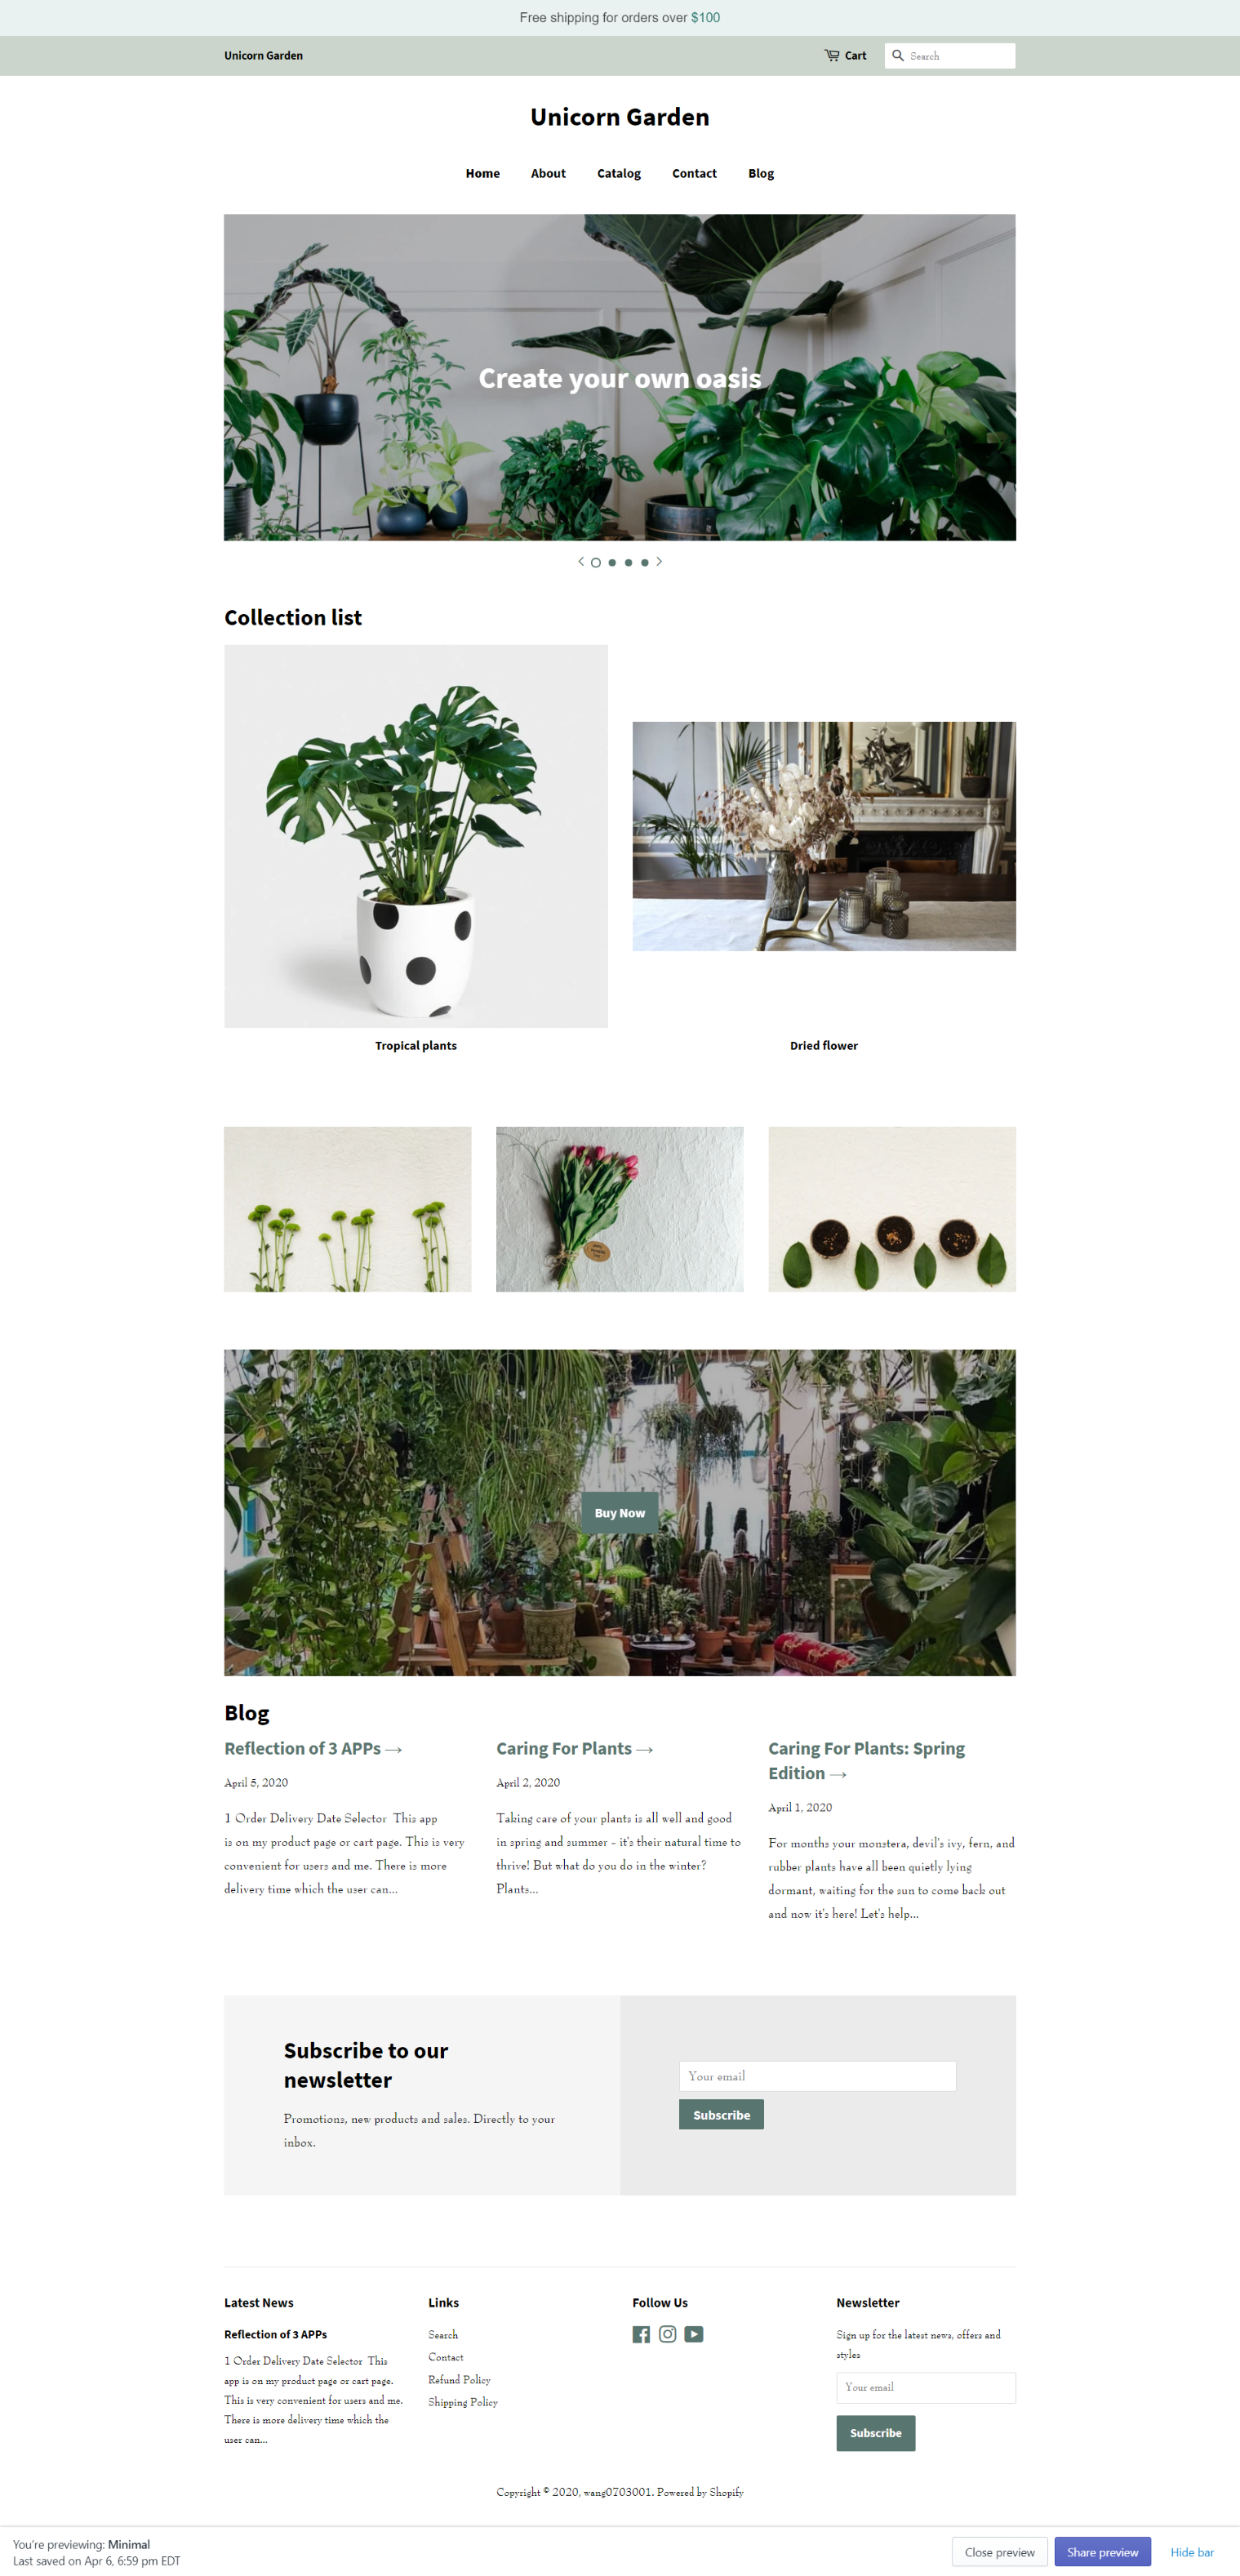 Free shipping for orders over $100
Unicorn Garden
Cart
Search
Unicorn Garden
Home About Catalog Contact Blog
Create your own oasis
Collection list
Tropical plants
Dried flower
Buy Now
Blog
Reflection of 3 APPs →
April 5, 2020
1 Order Delivery Date Selector This app
is on my product page or cart page. This is very
convenient for users and me. There is more
delivery time which the user can...
Caring For Plants →
April 2, 2020
Taking care of your plants is all well and good
in spring and summer - it's their natural time to
thrive! But what do you do in the winter?
Plants...
Caring For Plants: Spring
Edition →
April 1, 2020
For months your monstera, devil's ivy, fern, and
rubber plants have all been quietly lying
dormant, waiting for the sun to come back out
and now it's here! Let's help...
Subscribe to our
newsletter
Promotions, new products and sales. Directly to your
inbox.
Your email
Subscribe
Latest News
Reflection of 3 APPs
1 Order Delivery Date Selector This
app is on my product page or cart page.
This is very convenient for users and me.
There is more delivery time which the
user can...
Links
Search
Contact
Refund Policy
Shipping Policy
Follow Us
Newsletter
Sign up for the latest news, offers and
styles
Your email
Subscribe
Copyright © 2020, wang0703001. Powered by Shopify
You're previewing: Minimal
Last saved on Apr 6, 6:59 pm EDT
Close preview
Share preview
Hide bar